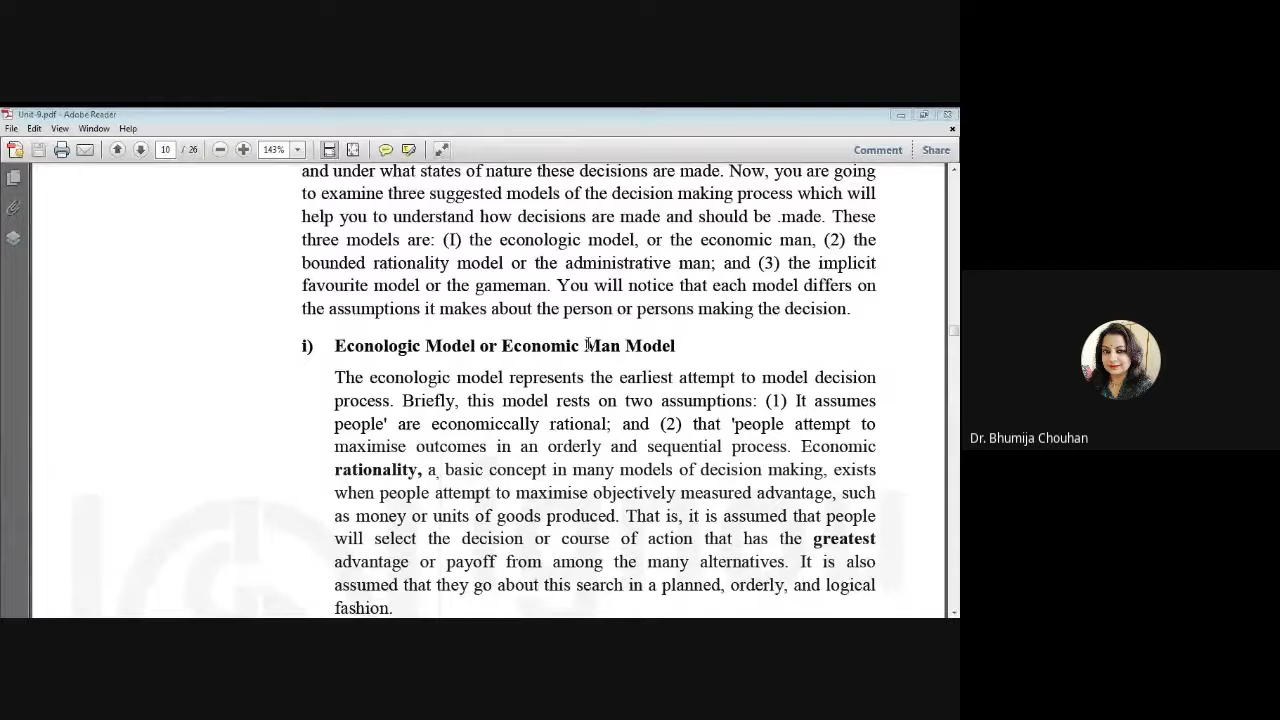 Unit-9.pdf - Adobe Reader
File Edit View Window Help
10 / 26 143% Comment Share
and under what states of nature these decisions are made. Now, you are going
to examine three suggested models of the decision making process which will
help you to understand how decisions are made and should be .made. These
three models are: (I) the econologic model, or the economic man, (2) the
bounded rationality model or the administrative man; and (3) the implicit
favourite model or the gameman. You will notice that each model differs on
the assumptions it makes about the person or persons making the decision.
i) Econologic Model or Economic Man Model
The econologic model represents the earliest attempt to model decision
process. Briefly, this model rests on two assumptions: (1) It assumes
people' are economiccally rational; and (2) that 'people attempt to
maximise outcomes in an orderly and sequential process. Economic
rationality, a basic concept in many models of decision making, exists
when people attempt to maximise objectively measured advantage, such
as money or units of goods produced. That is, it is assumed that people
will select the decision or course of action that has the greatest
advantage or payoff from among the many alternatives. It is also
assumed that they go about this search in a planned, orderly, and logical
fashion.
Dr. Bhumija Chouhan